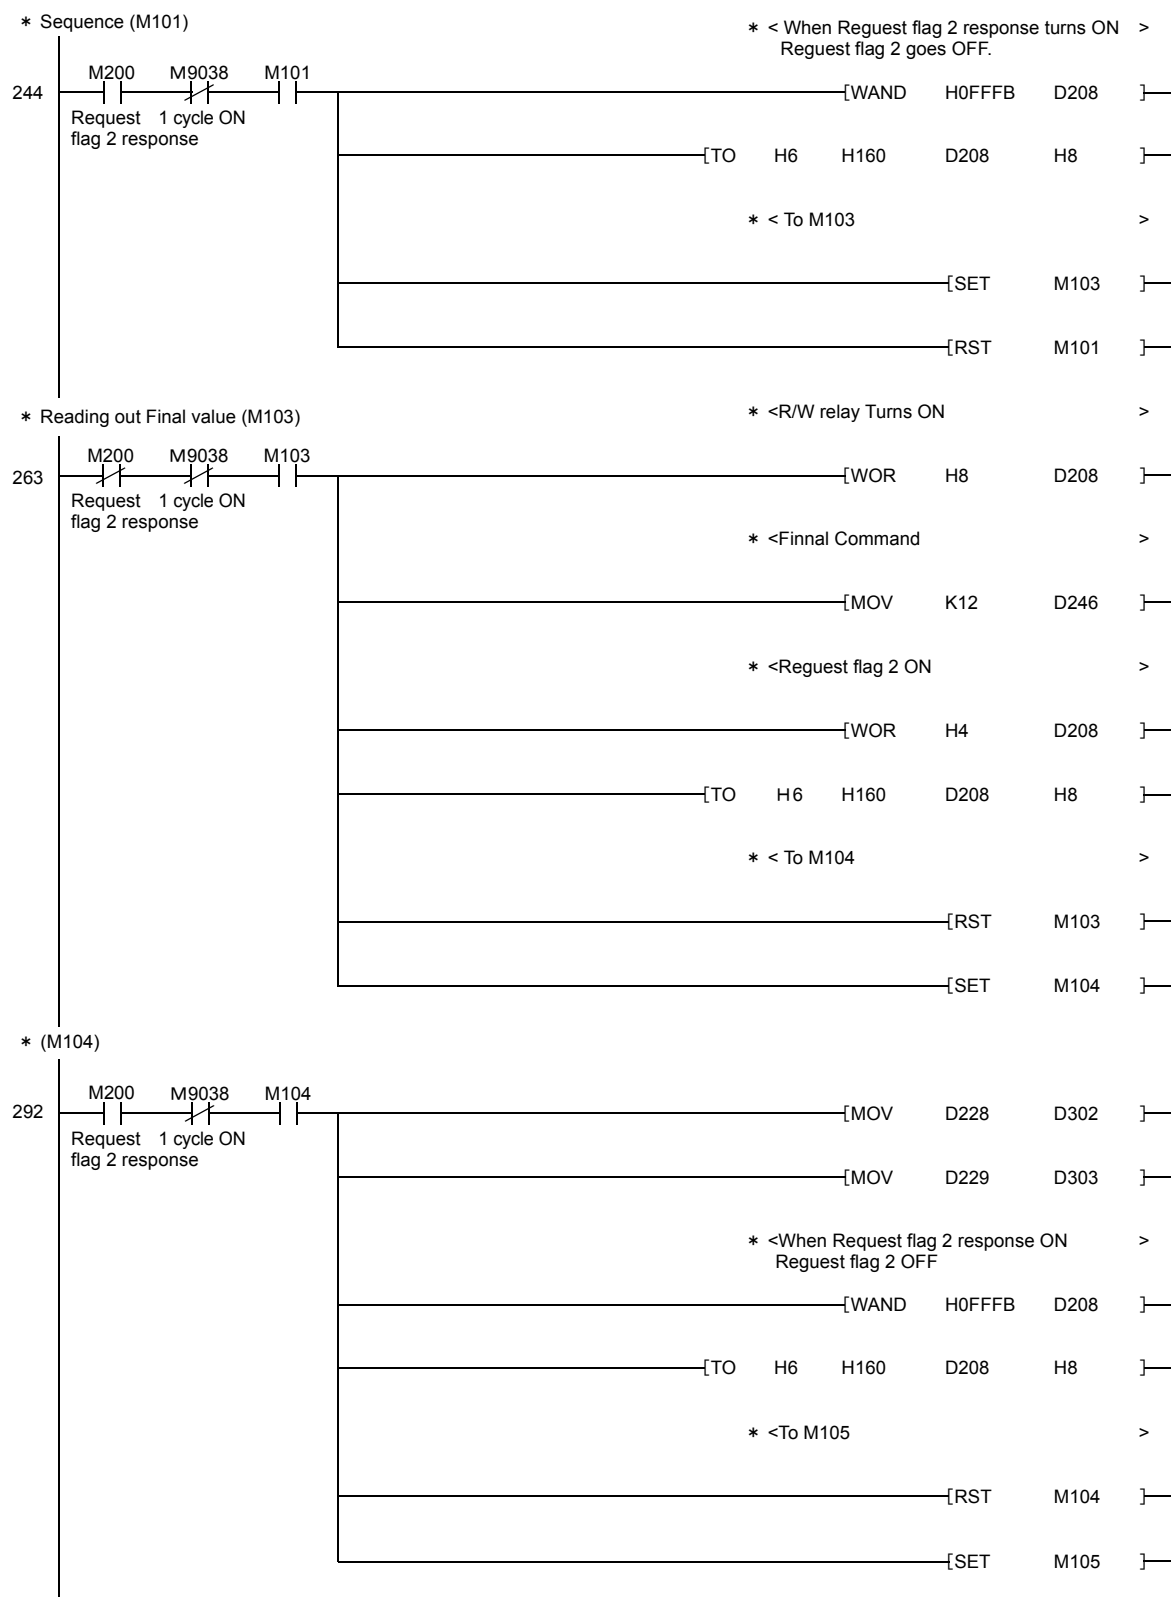 * Sequence (M101)
* < When Reguest flag 2 response turns ON >
Reguest flag 2 goes OFF.
M200 M9038 M101
244 [WAND H0FFFB D208 ]
Request 1 cycle ON
flag 2 response
[TO H6 H160 D208 H8 ]
* < To M103 >
[SET M103 ]
[RST M101 ]
* Reading out Final value (M103)
* <R/W relay Turns ON >
M200 M9038 M103
263 [WOR H8 D208 ]
Request 1 cycle ON
flag 2 response
* <Finnal Command >
[MOV K12 D246 ]
* <Reguest flag 2 ON >
[WOR H4 D208 ]
[TO H6 H160 D208 H8 ]
* < To M104 >
[RST M103 ]
[SET M104 ]
* (M104)
M200 M9038 M104
292 [MOV D228 D302 ]
Request 1 cycle ON
flag 2 response
[MOV D229 D303 ]
* <When Request flag 2 response ON >
Reguest flag 2 OFF
[WAND H0FFFB D208 ]
[TO H6 H160 D208 H8 ]
* <To M105 >
[RST M104 ]
[SET M105 ]